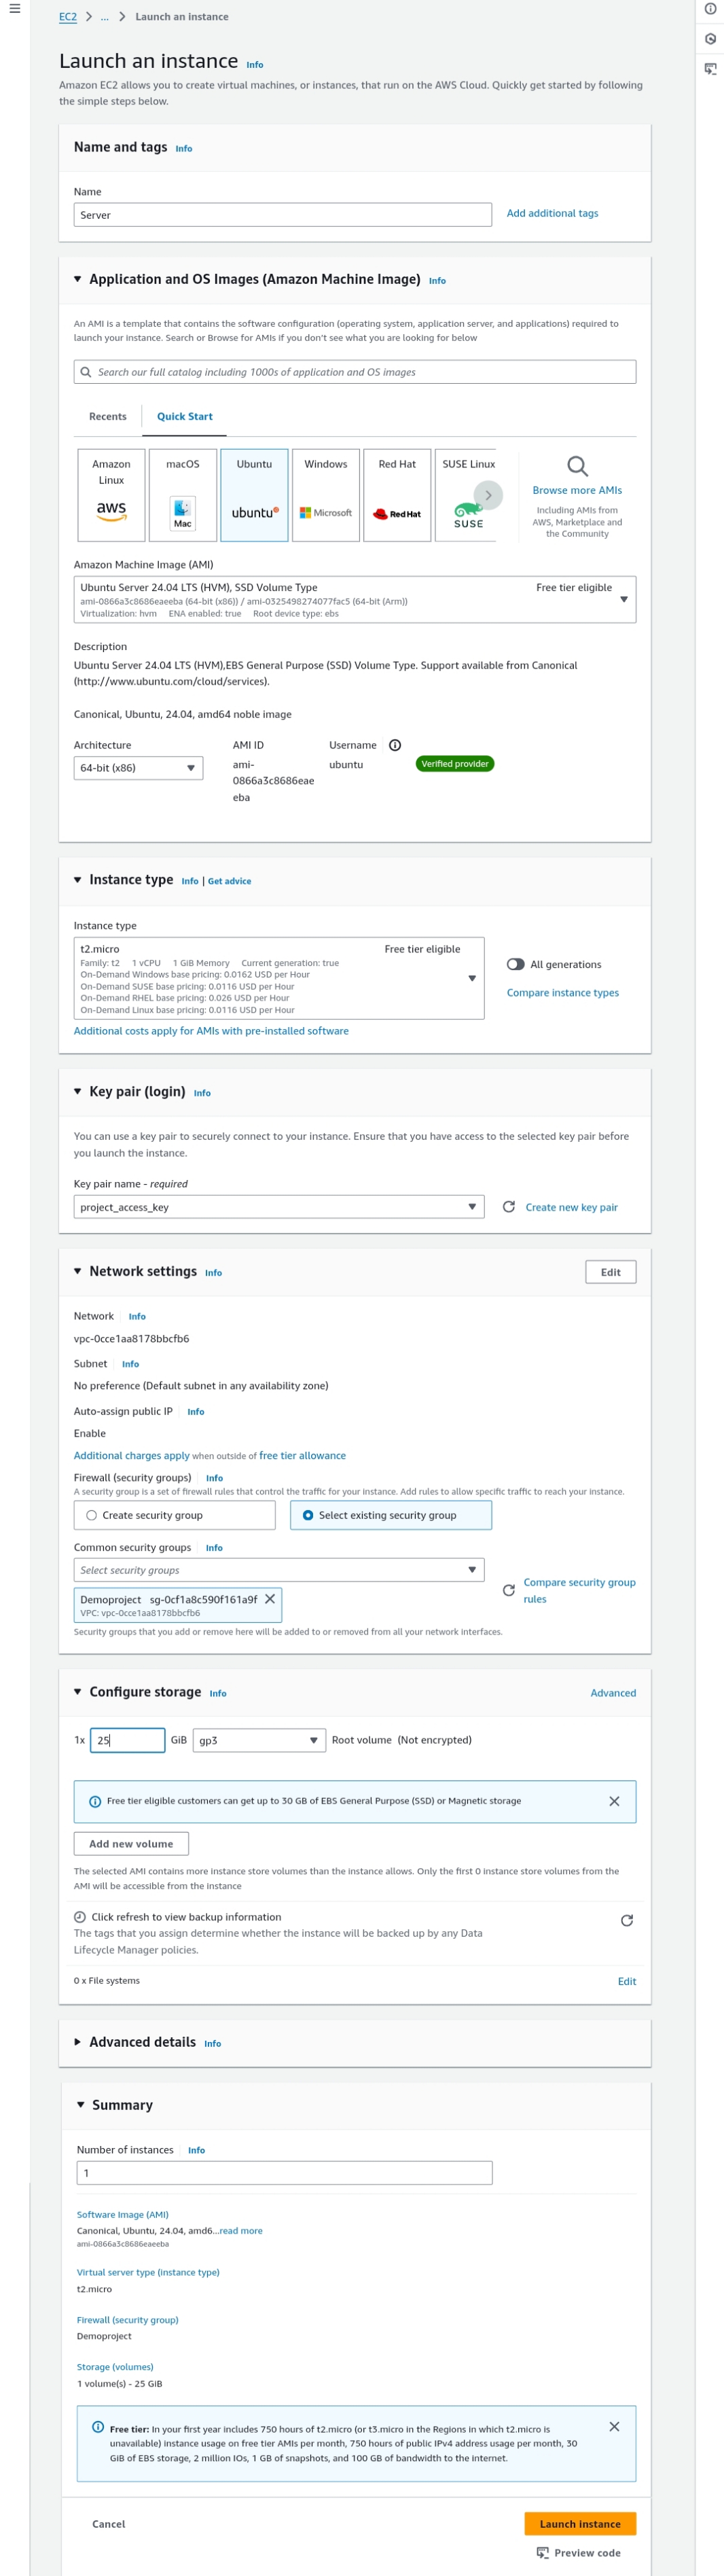 EC2 > ... > Launch an instance
Launch an instance Info
Amazon EC2 allows you to create virtual machines, or instances, that run on the AWS Cloud. Quickly get started by following
the simple steps below.
Name and tags Info
Name
Server
Add additional tags
Application and OS Images (Amazon Machine Image) Info
An AMI is a template that contains the software configuration (operating system, application server, and applications) required to
launch your instance. Search or Browse for AMIs if you don't see what you are looking for below
Search our full catalog including 1000s of application and OS images
Recents
Quick Start
Amazon
Linux
aws
macOS
Mac
Ubuntu
ubuntu
Windows
Microsoft
Red Hat
Red Hat
SUSE Linux
SUSE
Browse more AMIs
Including AMIs from
AWS, Marketplace and
the Community
Amazon Machine Image (AMI)
Ubuntu Server 24.04 LTS (HVM), SSD Volume Type Free tier eligible
ami-0866a3c8686eaeeba (64-bit (x86)) / ami-0325498274077fac5 (64-bit (Arm))
Virtualization: hvm ENA enabled: true Root device type: ebs
Description
Ubuntu Server 24.04 LTS (HVM),EBS General Purpose (SSD) Volume Type. Support available from Canonical
(http://www.ubuntu.com/cloud/services).
Canonical, Ubuntu, 24.04, amd64 noble image
Architecture
64-bit (x86)
AMI ID
ami-
0866a3c8686eae
eba
Username
ubuntu
Verified provider
Instance type Info | Get advice
Instance type
t2.micro Free tier eligible
Family: t2 1 vCPU 1 GiB Memory Current generation: true
On-Demand Windows base pricing: 0.0162 USD per Hour
On-Demand SUSE base pricing: 0.0116 USD per Hour
On-Demand RHEL base pricing: 0.026 USD per Hour
On-Demand Linux base pricing: 0.0116 USD per Hour
All generations
Compare instance types
Additional costs apply for AMIs with pre-installed software
Key pair (login) Info
You can use a key pair to securely connect to your instance. Ensure that you have access to the selected key pair before
you launch the instance.
Key pair name - required
project_access_key
Create new key pair
Network settings Info
Edit
Network Info
vpc-0cce1aa8178bbcfb6
Subnet Info
No preference (Default subnet in any availability zone)
Auto-assign public IP Info
Enable
Additional charges apply when outside of free tier allowance
Firewall (security groups) Info
A security group is a set of firewall rules that control the traffic for your instance. Add rules to allow specific traffic to reach your instance.
Create security group
Select existing security group
Common security groups Info
Select security groups
Demoproject sg-0cf1a8c590f161a9f
VPC: vpc-0cce1aa8178bbcfb6
Compare security group
rules
Security groups that you add or remove here will be added to or removed from all your network interfaces.
Configure storage Info
Advanced
1x 25 GiB gp3 Root volume (Not encrypted)
Free tier eligible customers can get up to 30 GB of EBS General Purpose (SSD) or Magnetic storage
Add new volume
The selected AMI contains more instance store volumes than the instance allows. Only the first 0 instance store volumes from the
AMI will be accessible from the instance
Click refresh to view backup information
The tags that you assign determine whether the instance will be backed up by any Data
Lifecycle Manager policies.
0 x File systems
Edit
Advanced details Info
Summary
Number of instances Info
1
Software Image (AMI)
Canonical, Ubuntu, 24.04, amd6...read more
ami-0866a3c8686eaeeba
Virtual server type (instance type)
t2.micro
Firewall (security group)
Demoproject
Storage (volumes)
1 volume(s) - 25 GiB
Free tier: In your first year includes 750 hours of t2.micro (or t3.micro in the Regions in which t2.micro is
unavailable) instance usage on free tier AMIs per month, 750 hours of public IPv4 address usage per month, 30
GiB of EBS storage, 2 million IOs, 1 GB of snapshots, and 100 GB of bandwidth to the internet.
Cancel
Launch instance
Preview code